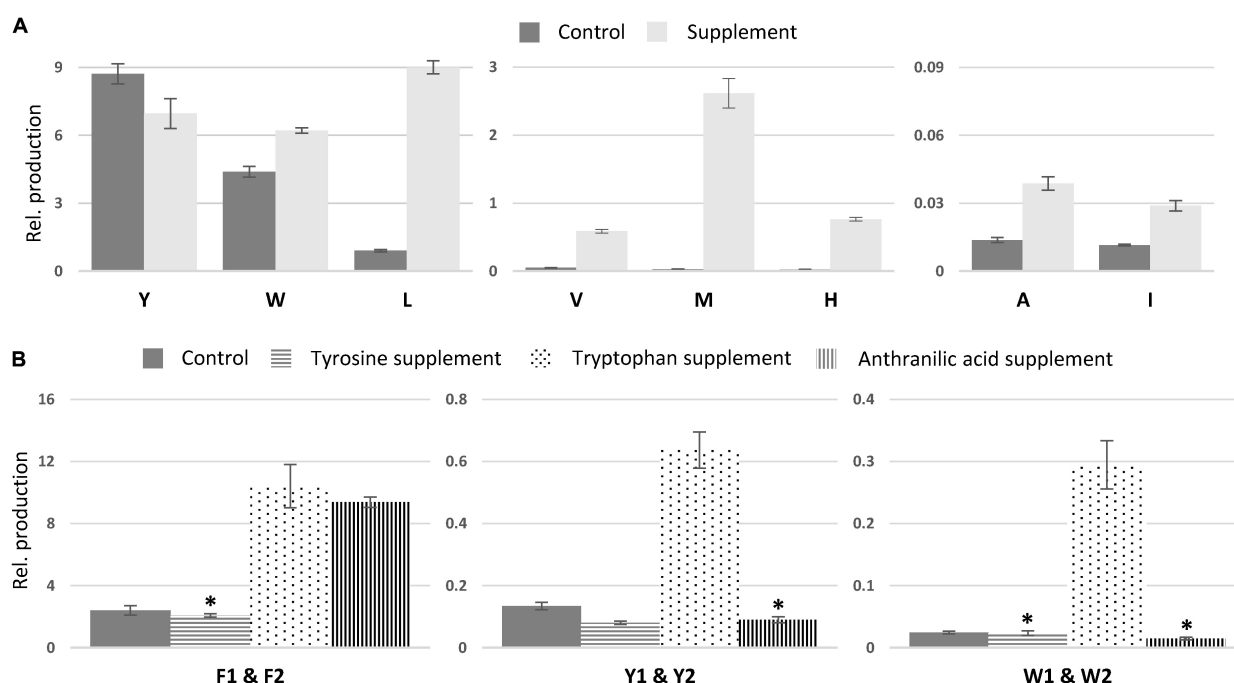 A
Control Supplement
Rel. production
9
6
3
0
Y W L
3
2
1
0
V M H
0.09
0.06
0.03
0
A I
B
Control Tyrosine supplement Tryptophan supplement Anthranilic acid supplement
Rel. production
16
12
8
4
0
*
F1 & F2
0.8
0.6
0.4
0.2
0
*
Y1 & Y2
0.4
0.3
0.2
0.1
0
* *
W1 & W2